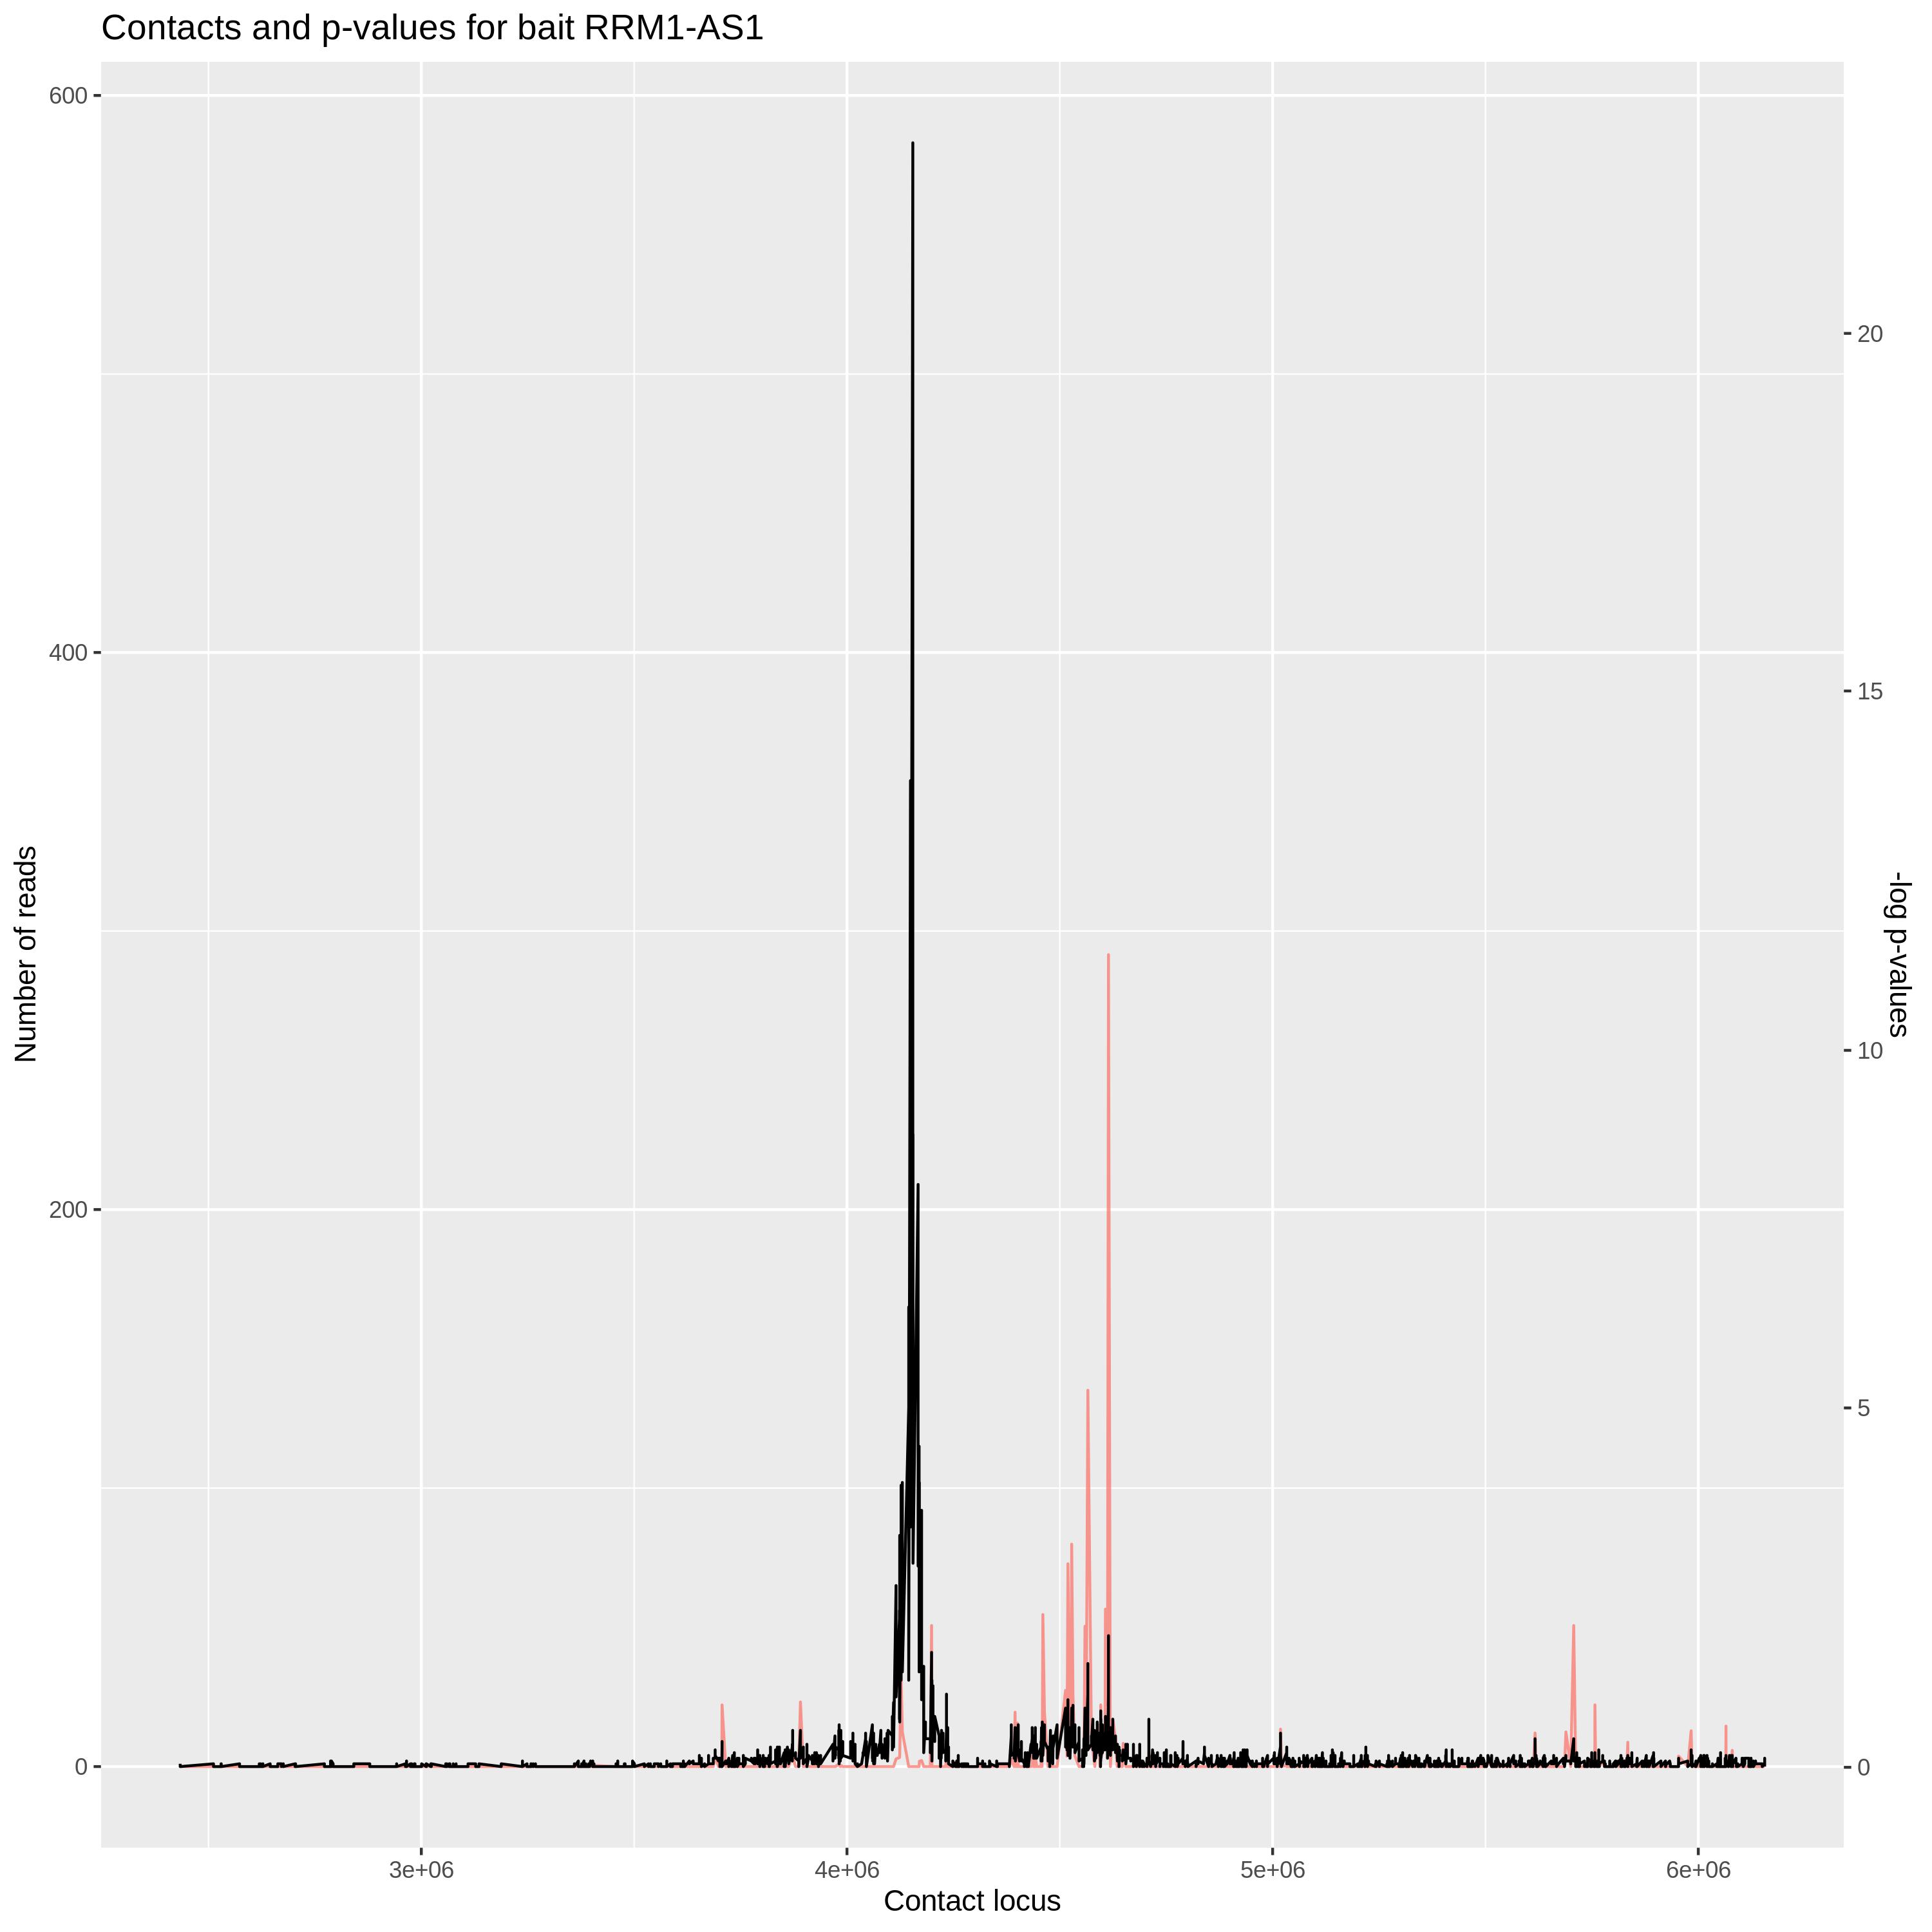 Contacts and p-values for bait RRM1-AS1
600
400
200
0
Number of reads
20
15
10
5
0
-log p-values
3e+06
4e+06
5e+06
6e+06
Contact locus